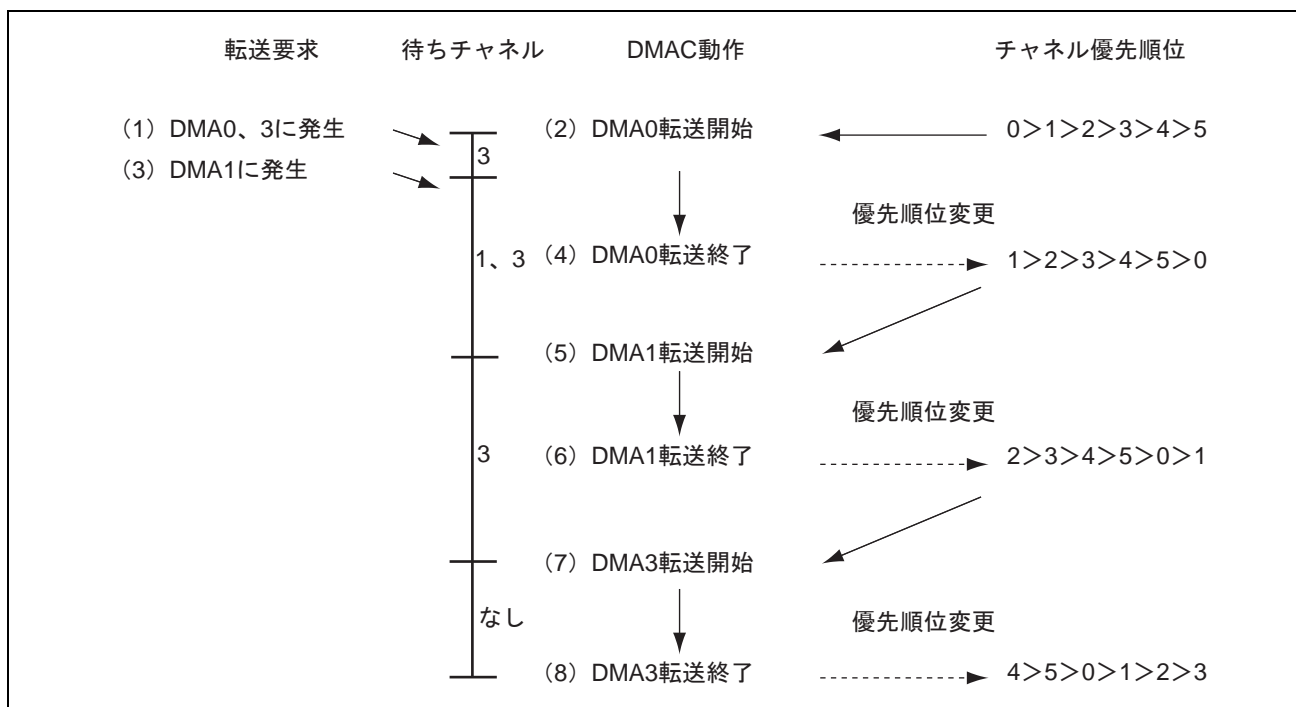 転送要求 待ちチャネル DMAC動作 チャネル優先順位
(1) DMA0、3に発生 (2) DMA0転送開始 0＞1＞2＞3＞4＞5
3
(3) DMA1に発生
優先順位変更
1、3 (4) DMA0転送終了 1＞2＞3＞4＞5＞0
(5) DMA1転送開始
優先順位変更
3 (6) DMA1転送終了 2＞3＞4＞5＞0＞1
(7) DMA3転送開始
なし 優先順位変更
(8) DMA3転送終了 4＞5＞0＞1＞2＞3